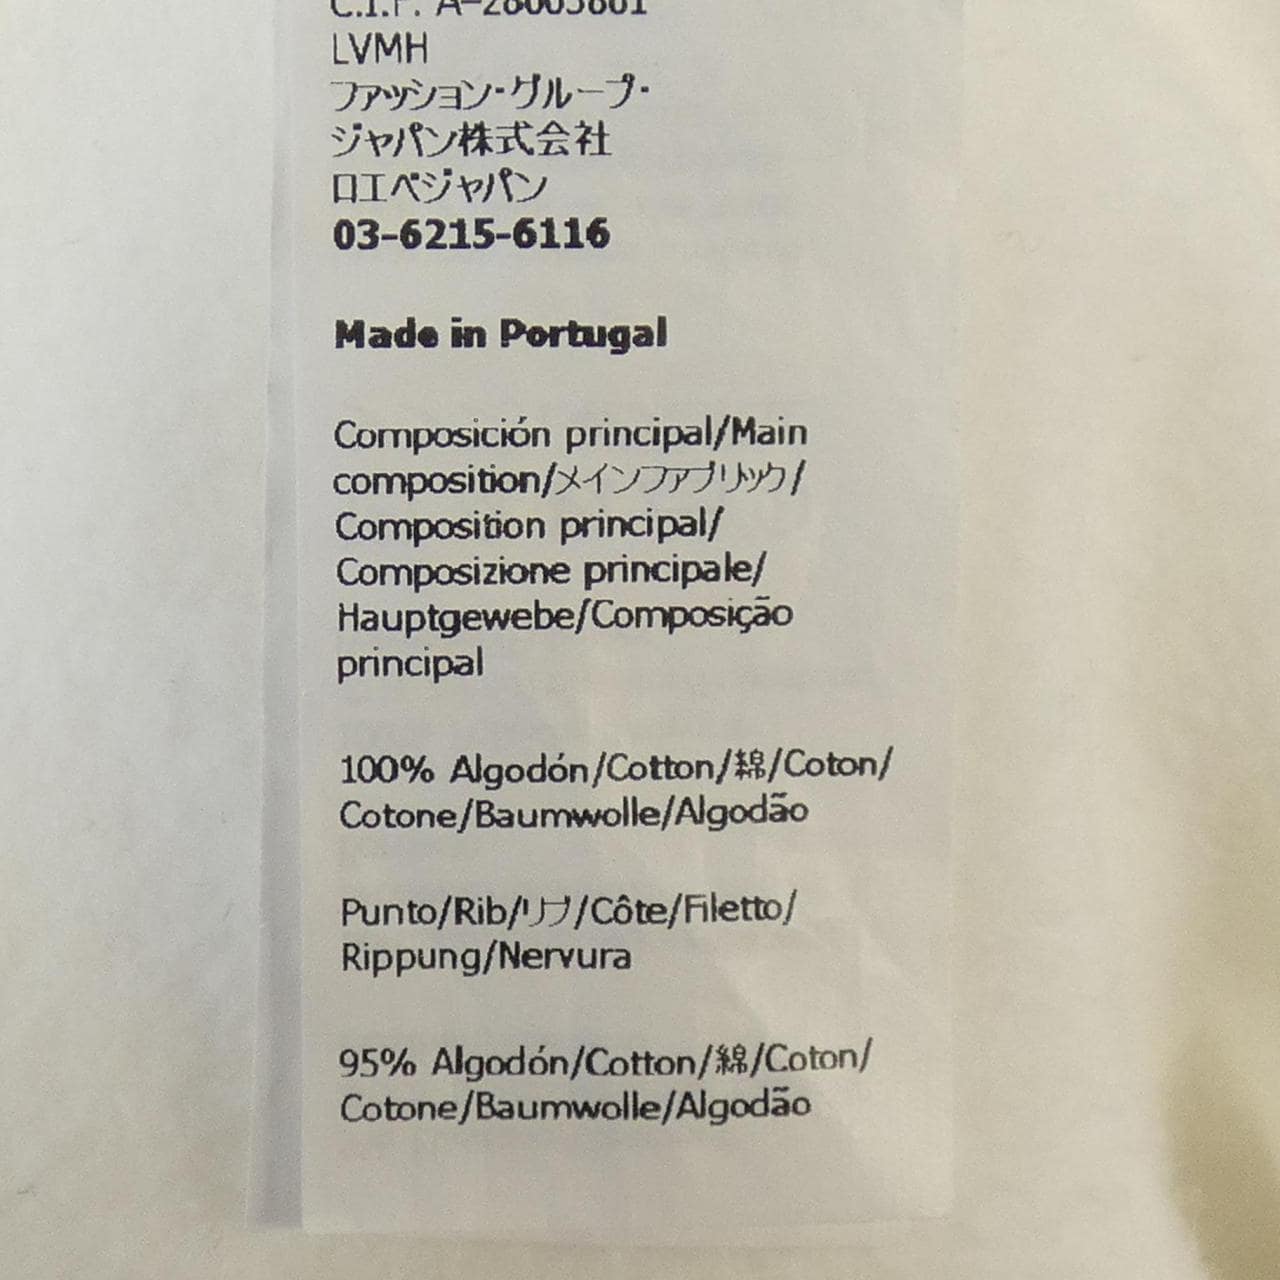 C.I.F. A-28003861
LVMH
ファッション・グループ・
ジャパン株式会社
ロエベジャパン
03-6215-6116
Made in Portugal
Composición principal/Main
composition/メインファブリック/
Composition principal/
Composizione principale/
Hauptgewebe/Composição
principal
100% Algodón/Cotton/綿/Coton/
Cotone/Baumwolle/Algodão
Punto/Rib/リブ/Côte/Filetto/
Rippung/Nervura
95% Algodón/Cotton/綿/Coton/
Cotone/Baumwolle/Algodão